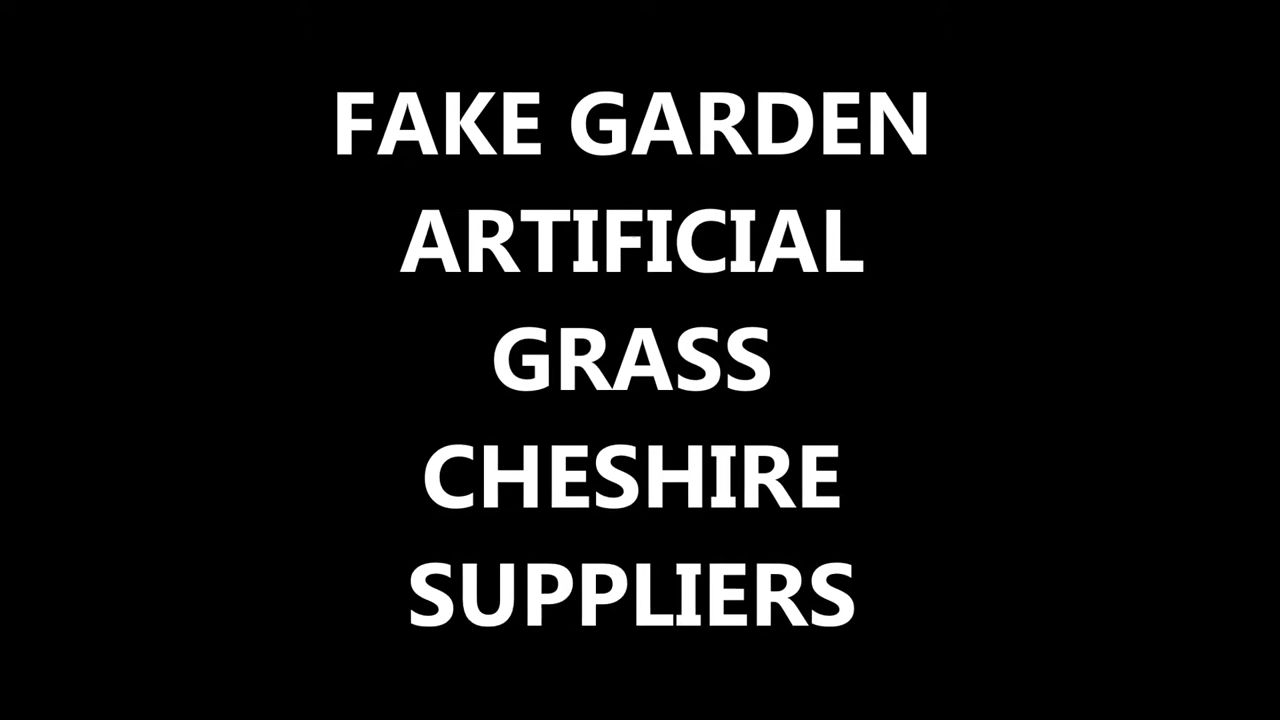 FAKE GARDEN
ARTIFICIAL
GRASS
CHESHIRE
SUPPLIERS